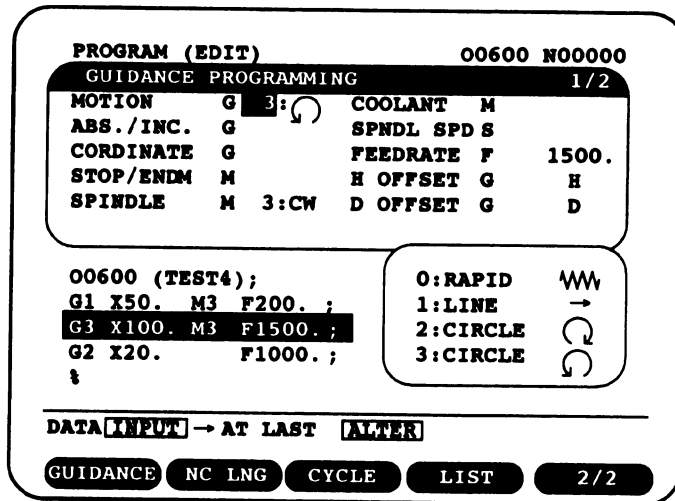 PROGRAM (EDIT) O0600 N00000
GUIDANCE PROGRAMMING 1/2
MOTION G 3: COOLANT M
ABS./INC. G SPNDL SPD S
CORDINATE G FEEDRATE F 1500.
STOP/ENDM M H OFFSET G H
SPINDLE M 3:CW D OFFSET G D
O0600 (TEST4);
G1 X50. M3 F200. ;
G3 X100. M3 F1500. ;
G2 X20. F1000. ;
%
0:RAPID
1:LINE →
2:CIRCLE
3:CIRCLE
DATA INPUT → AT LAST ALTER
GUIDANCE NC LNG CYCLE LIST 2/2